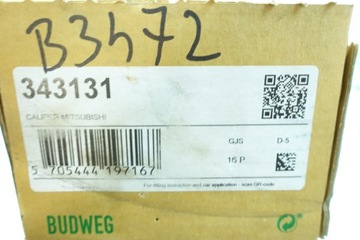 B3472
343131
CALIPER MITSUBISHI
GJS D-5
16 P.
5 705444 197167
For fitting instruction and car application - scan QR-code
BUDWEG